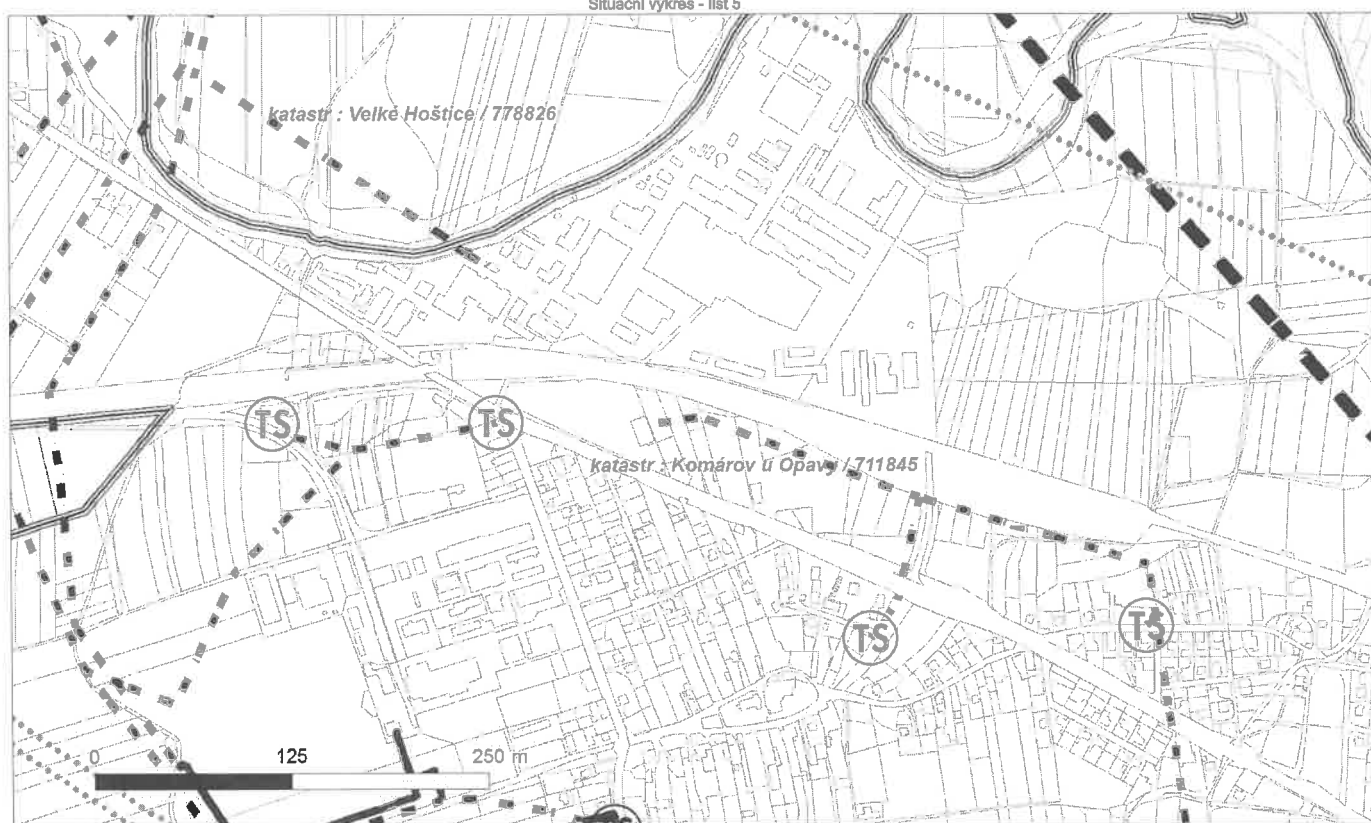 Situační výkres - list 5
katastr : Velké Hoštice / 778826
TS
TS
katastr : Komárov u Opavy / 711845
TS
TS
0 125 250 m